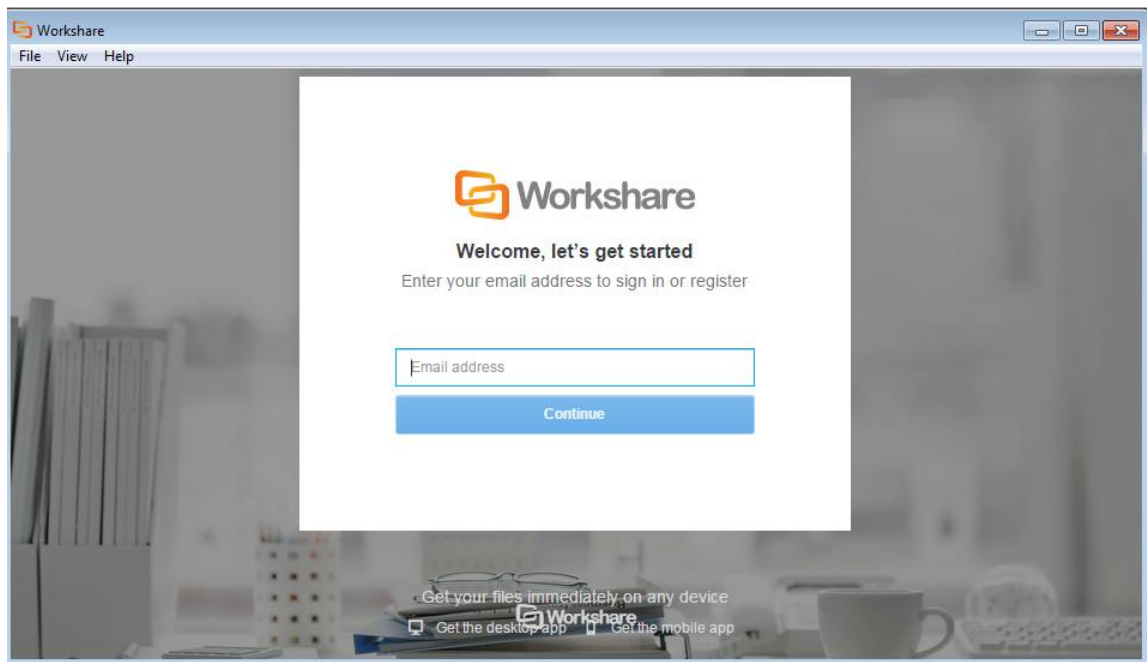 Workshare
File View Help
Workshare
Welcome, let's get started
Enter your email address to sign in or register
Email address
Continue
Get your files immediately on any device
Workshare
Get the desktop app Get the mobile app